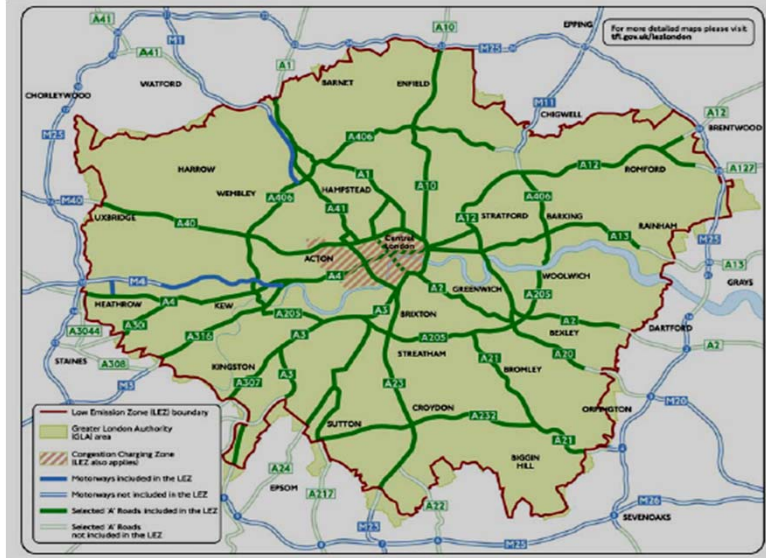 A41
M1
A10
EPPING
For more detailed maps please visit
tfl.gov.uk/lezlondon
A41
A1
M25
WATFORD
BARNET
ENFIELD
CHORLEYWOOD
M11
CHIGWELL
A12
M25
BRENTWOOD
A406
HARROW
A1
A12
ROMFORD
A127
WEMBLEY
A406
HAMPSTEAD
A10
A406
M40
UXBRIDGE
A41
A12
STRATFORD
BARKING
RAINHAM
A40
Central
London
A13
M25
ACTON
A13
M4
A4
WOOLWICH
GRAYS
HEATHROW
A4
KEW
A2
GREENWICH
A205
A30
A205
A3
BRIXTON
A2
A3044
A316
A3
A205
BEXLEY
DARTFORD
STAINES
STREATHAM
A2
A308
A21
A20
KINGSTON
BROMLEY
A307
A3
A23
M20
CROYDON
ORPINGTON
SUTTON
A232
A21
BIGGIN
HILL
A24
EPSOM
A217
A22
M26
SEVENOAKS
M25
Low Emission Zone (LEZ) boundary
Greater London Authority
(GLA) area
Congestion Charging Zone
(LEZ also applies)
Motorways included in the LEZ
Motorways not included in the LEZ
Selected 'A' Roads included in the LEZ
Selected 'A' Roads
not included in the LEZ